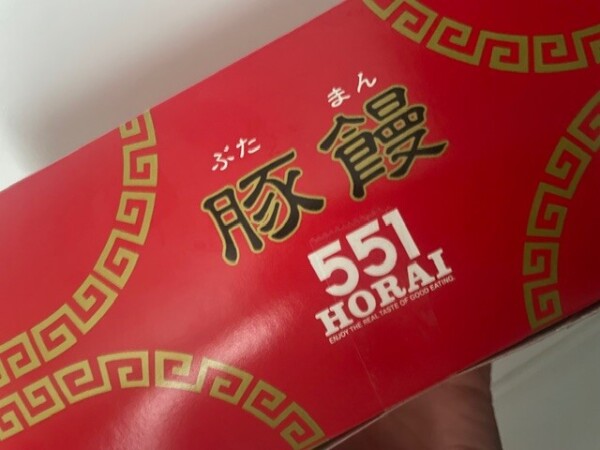 ぶた まん
豚饅
551
HORAI
ENJOY THE REAL TASTE OF GOOD EATING.